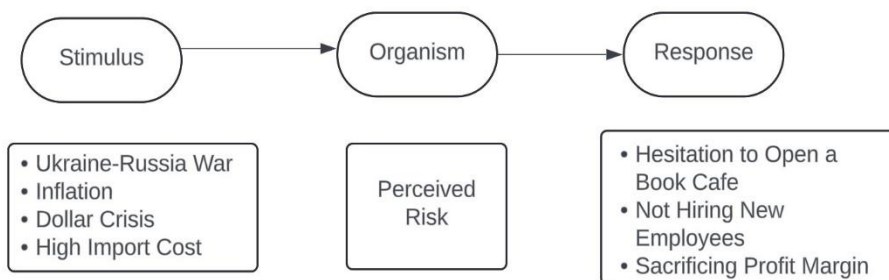 Stimulus
Organism
Response
• Ukraine-Russia War
• Inflation
• Dollar Crisis
• High Import Cost
Perceived
Risk
• Hesitation to Open a
Book Cafe
• Not Hiring New
Employees
• Sacrificing Profit Margin